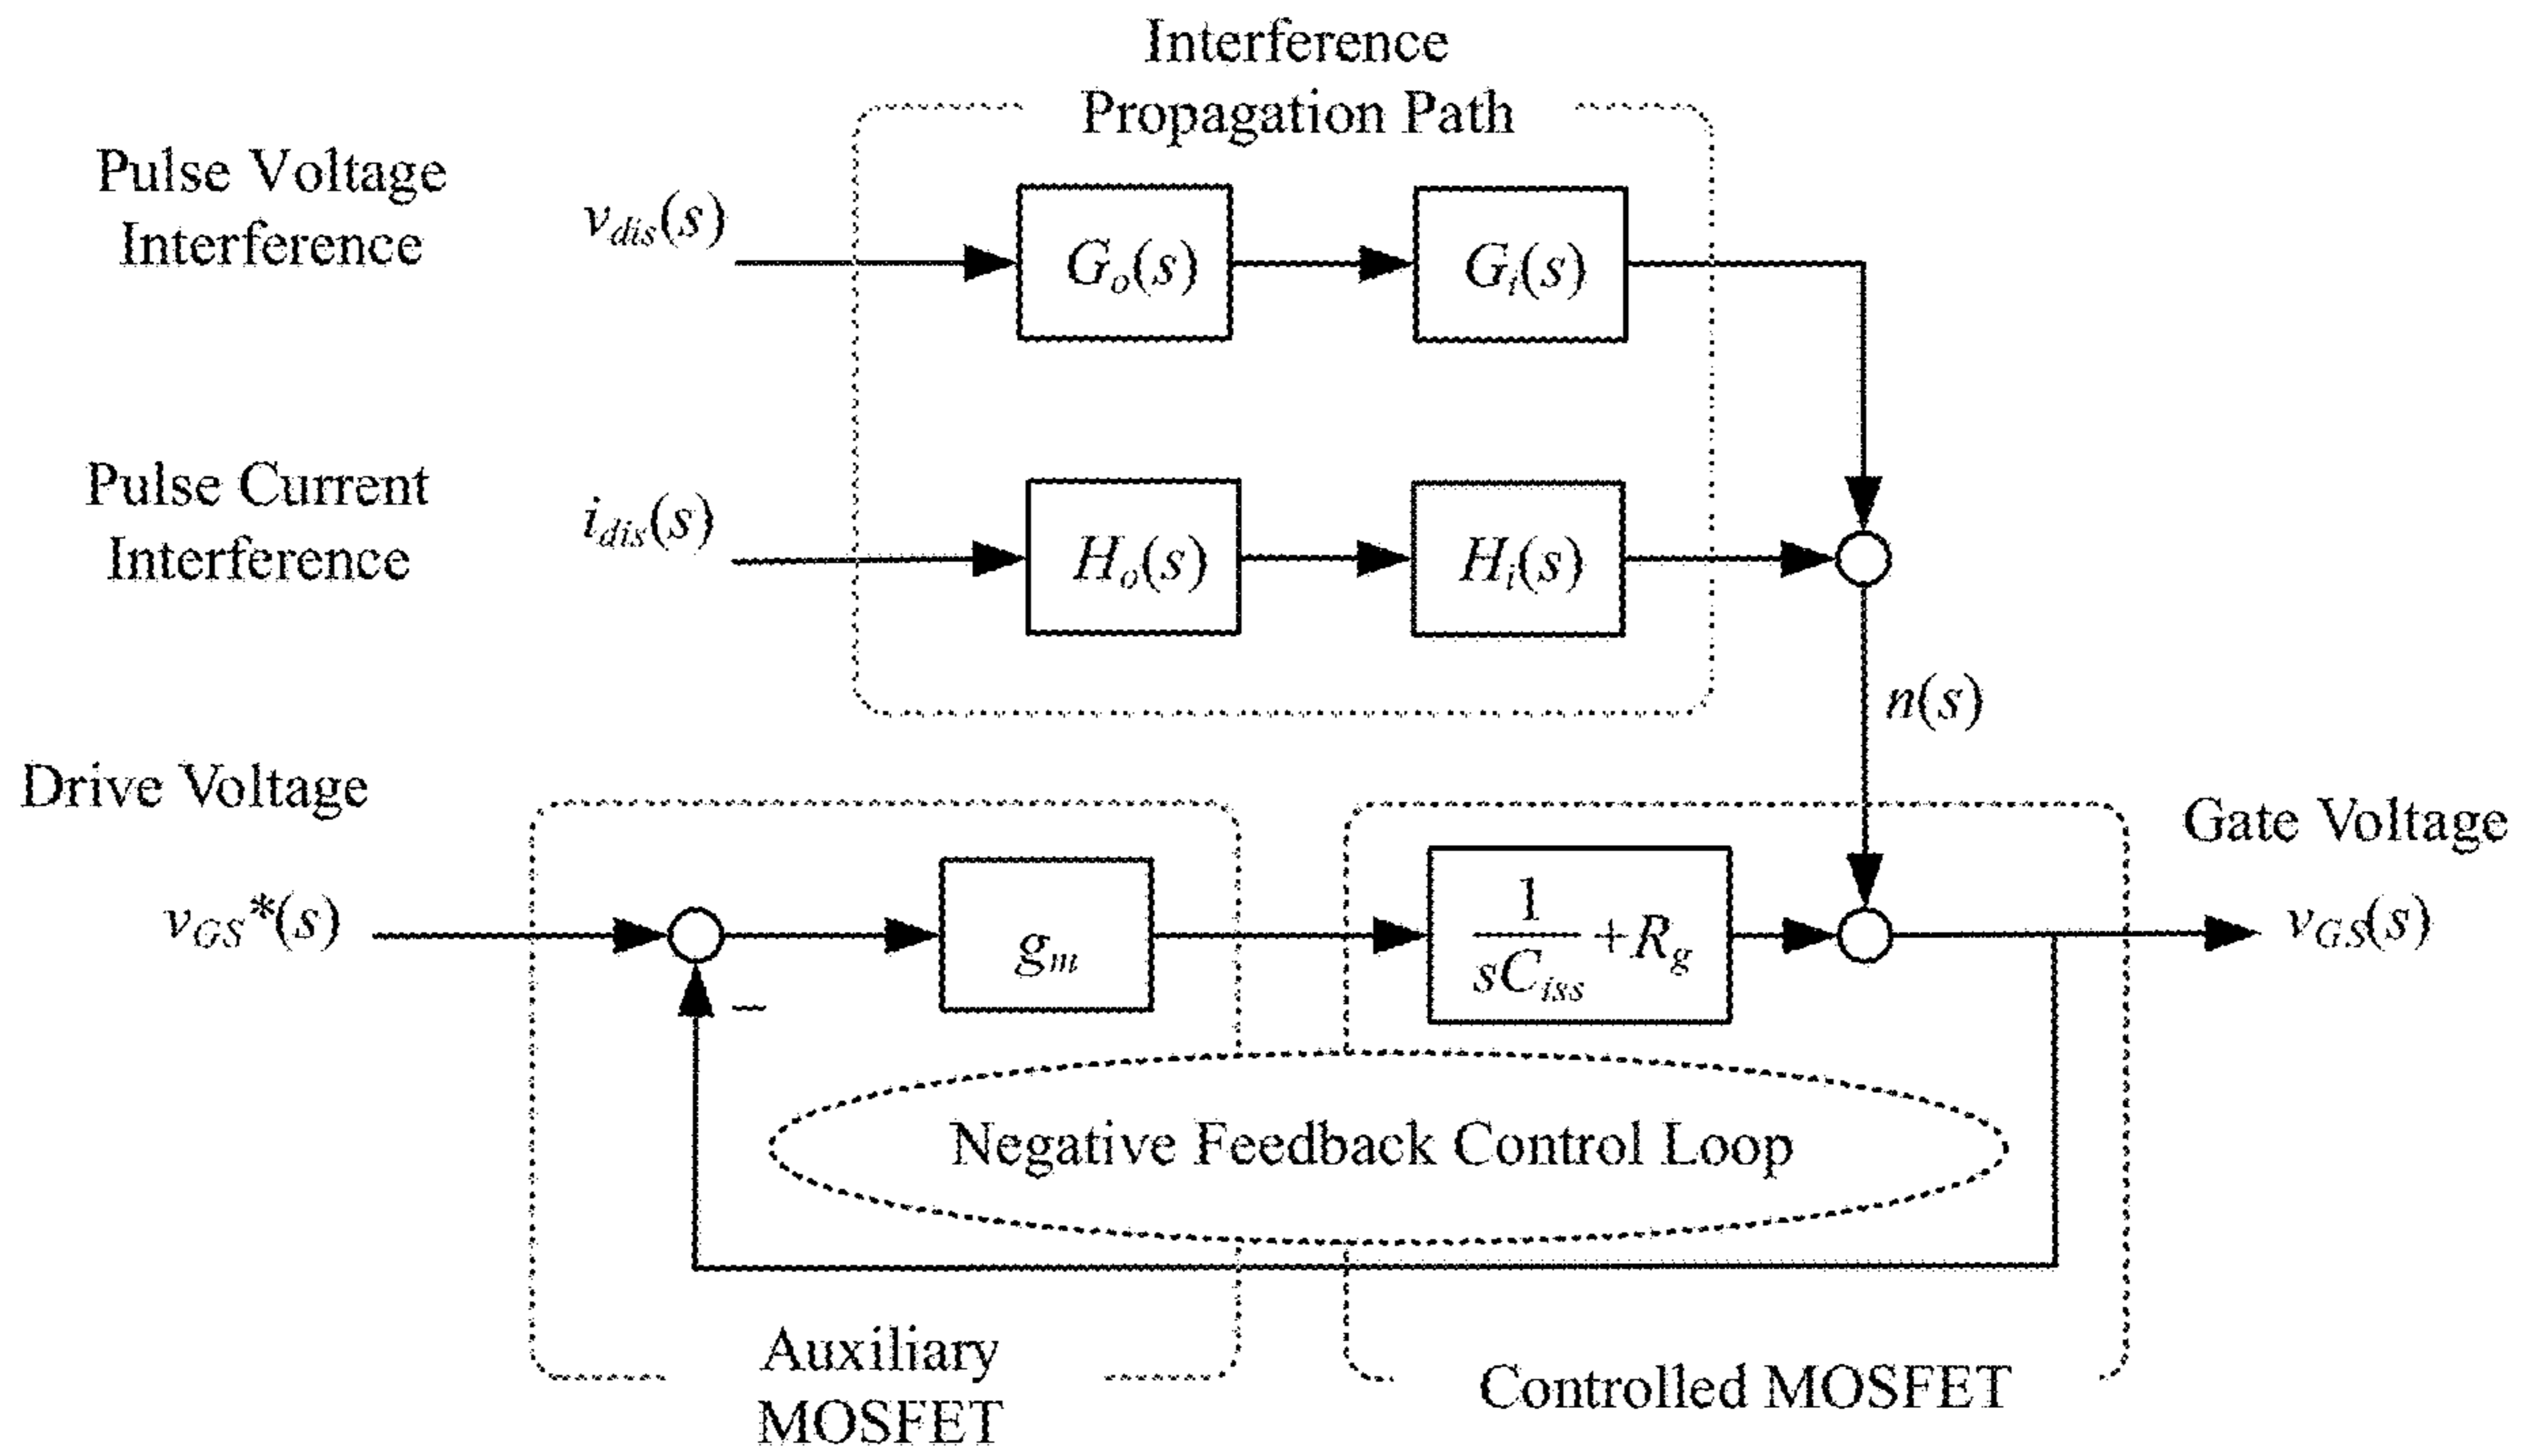 Interference
Propagation Path
Pulse Voltage
Interference
v_dis(s)
G_o(s)
G_i(s)
Pulse Current
Interference
i_dis(s)
H_o(s)
H_i(s)
n(s)
Drive Voltage
Gate Voltage
v_GS*(s)
g_m
1
sC_iss
+R_g
v_GS(s)
−
Negative Feedback Control Loop
Auxiliary
MOSFET
Controlled MOSFET